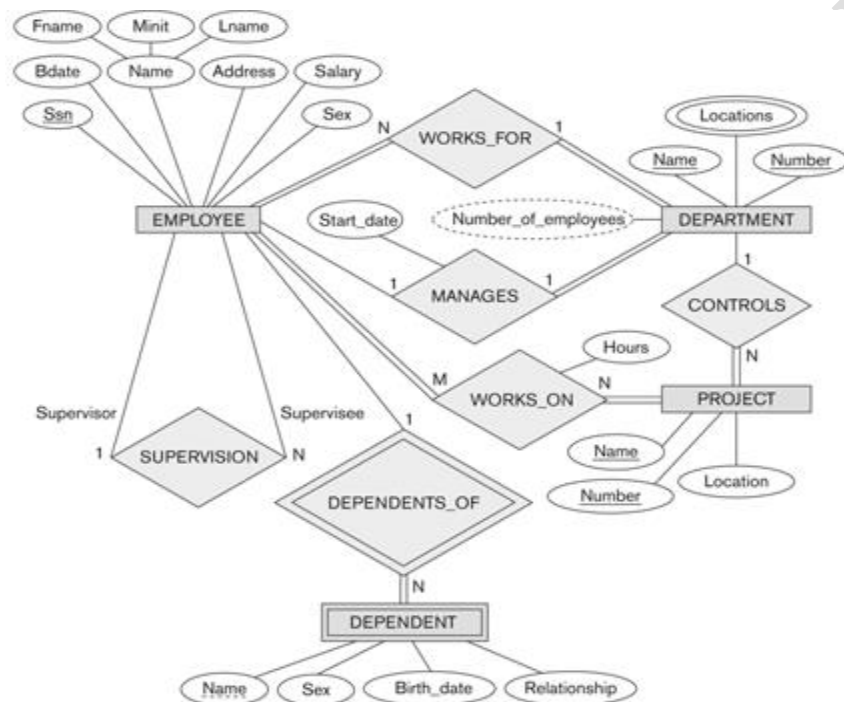 Fname Minit Lname
Bdate Name Address Salary
Ssn Sex
N WORKS_FOR 1
Locations
Name Number
EMPLOYEE
Start_date
Number_of_employees
DEPARTMENT
1 MANAGES 1
1
CONTROLS
N
Hours
M WORKS_ON N
PROJECT
Supervisor Supervisee
1 SUPERVISION N
1
Name
Number
Location
DEPENDENTS_OF
N
DEPENDENT
Name Sex Birth_date Relationship